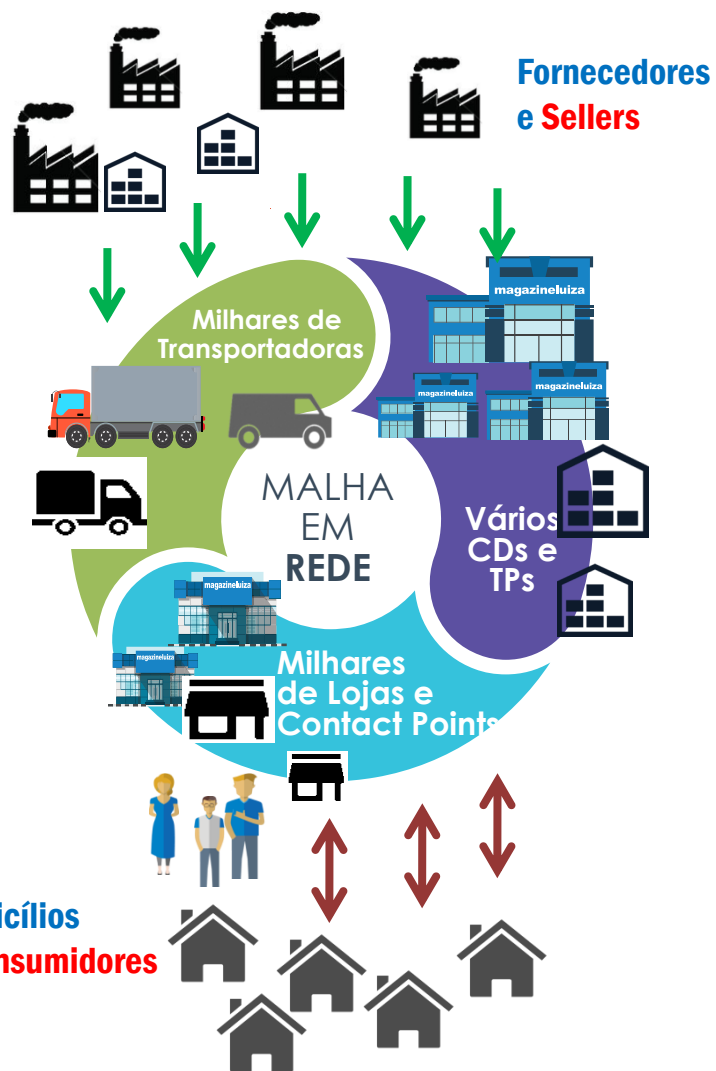 Fornecedores
e Sellers
magazineluiza
Milhares de
Transportadoras
magazineluiza
magazineluiza
MALHA
EM
REDE
Vários
CDs e
TPs
magazineluiza
magazineluiza
Milhares
de Lojas e
Contact Points
icílios
nsumidores